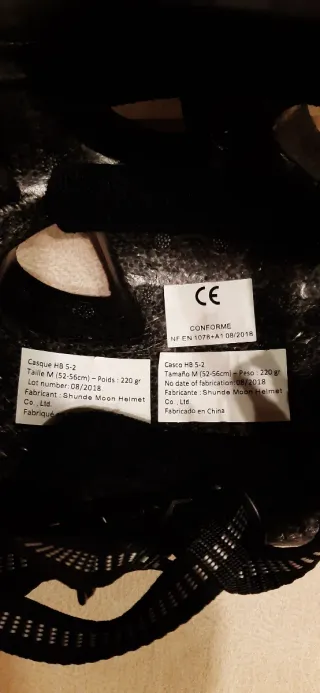 CE
CONFORME
NF EN 1078+A1 08/2018
Casque HB 5-2
Taille M (52-56cm) – Poids : 220 gr
Lot number: 08/2018
Fabricant : Shunde Moon Helmet
Co., Ltd.
Fabriqué
Casco HB 5-2
Tamaño M (52-56cm) – Peso : 220 gr
No date of fabrication: 08/2018
Fabricante : Shunde Moon Helmet
Co., Ltd.
Fabricado en China